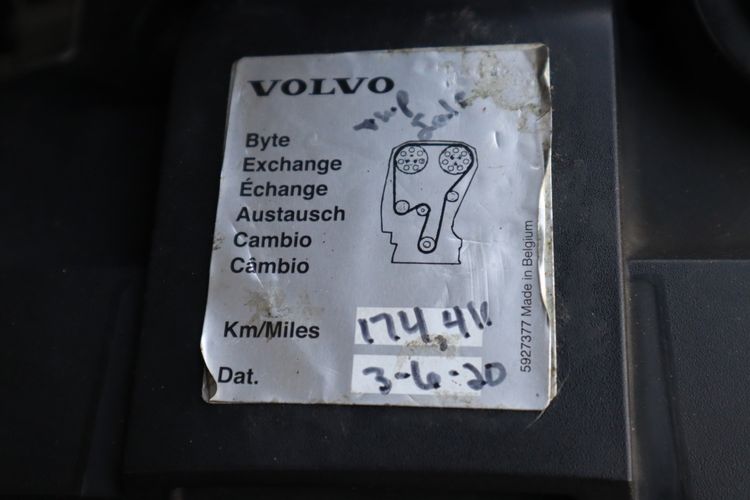 VOLVO
Byte
Exchange
Échange
Austausch
Cambio
Câmbio
Km/Miles 174,411
Dat. 3-6-20
5927377 Made in Belgium